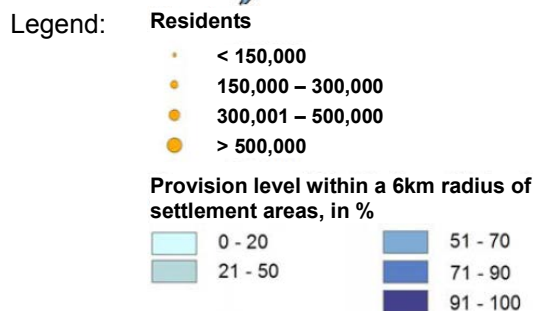 Legend:
Residents
< 150,000
150,000 – 300,000
300,001 – 500,000
> 500,000
Provision level within a 6km radius of
settlement areas, in %
0 - 20
21 - 50
51 - 70
71 - 90
91 - 100